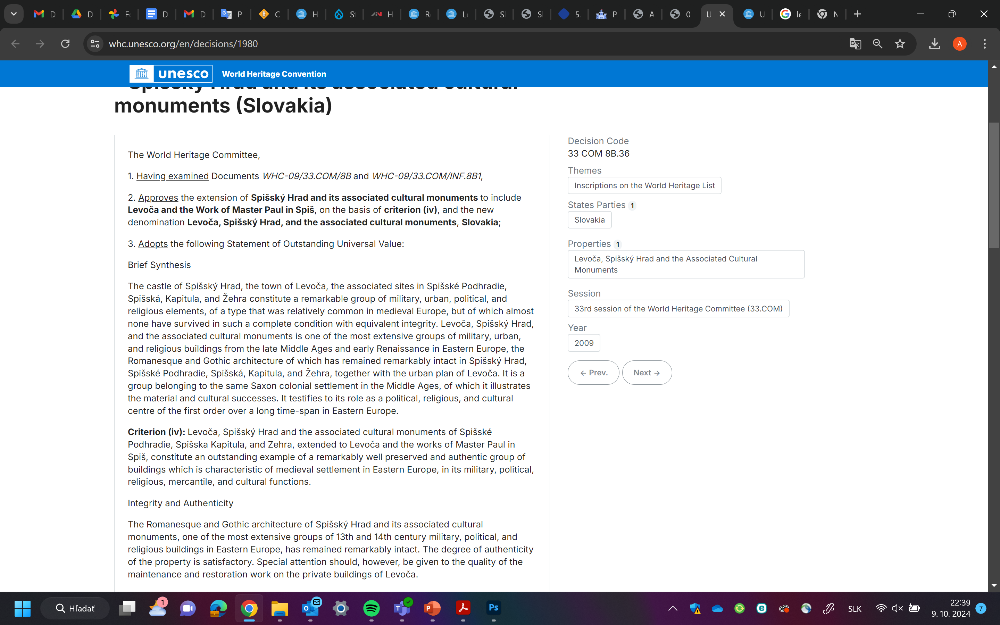 D
D
Fo
D
D
P
C
H
S
H
R
Le
S
S
5.
P
A
0
U
U
le
N
whc.unesco.org/en/decisions/1980
A
unesco
World Heritage Convention
Spišský Hrad and its associated cultural
monuments (Slovakia)
The World Heritage Committee,
1. Having examined Documents WHC-09/33.COM/8B and WHC-09/33.COM/INF.8B1,
2. Approves the extension of Spišský Hrad and its associated cultural monuments to include
Levoča and the Work of Master Paul in Spiš, on the basis of criterion (iv), and the new
denomination Levoča, Spišský Hrad, and the associated cultural monuments, Slovakia;
3. Adopts the following Statement of Outstanding Universal Value:
Brief Synthesis
The castle of Spišský Hrad, the town of Levoča, the associated sites in Spišské Podhradie,
Spišská, Kapitula, and Žehra constitute a remarkable group of military, urban, political, and
religious elements, of a type that was relatively common in medieval Europe, but of which almost
none have survived in such a complete condition with equivalent integrity. Levoča, Spišský Hrad,
and the associated cultural monuments is one of the most extensive groups of military, urban,
and religious buildings from the late Middle Ages and early Renaissance in Eastern Europe, the
Romanesque and Gothic architecture of which has remained remarkably intact in Spišský Hrad,
Spišské Podhradie, Spišská, Kapitula, and Žehra, together with the urban plan of Levoča. It is a
group belonging to the same Saxon colonial settlement in the Middle Ages, of which it illustrates
the material and cultural successes. It testifies to its role as a political, religious, and cultural
centre of the first order over a long time-span in Eastern Europe.
Criterion (iv): Levoča, Spišský Hrad and the associated cultural monuments of Spišské
Podhradie, Spišska Kapitula, and Zehra, extended to Levoča and the works of Master Paul in
Spiš, constitute an outstanding example of a remarkably well preserved and authentic group of
buildings which is characteristic of medieval settlement in Eastern Europe, in its military, political,
religious, mercantile, and cultural functions.
Integrity and Authenticity
The Romanesque and Gothic architecture of Spišský Hrad and its associated cultural
monuments, one of the most extensive groups of 13th and 14th century military, political, and
religious buildings in Eastern Europe, has remained remarkably intact. The degree of authenticity
of the property is satisfactory. Special attention should, however, be given to the quality of the
maintenance and restoration work on the private buildings of Levoča.
Decision Code
33 COM 8B.36
Themes
Inscriptions on the World Heritage List
States Parties 1
Slovakia
Properties 1
Levoča, Spišský Hrad and the Associated Cultural
Monuments
Session
33rd session of the World Heritage Committee (33.COM)
Year
2009
← Prev.
Next →
Hľadať
1
SLK
22:39
9. 10. 2024
7
Ps